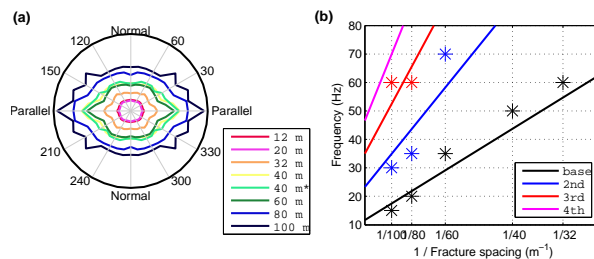 (a)
Normal
120
60
150
30
Parallel
Parallel
210
330
240
300
Normal
12 m
20 m
32 m
40 m
40 m*
60 m
80 m
100 m
(b)
Frequency (Hz)
80
70
60
50
40
30
20
10
1/100
1/80
1/60
1/40
1/32
1 / Fracture spacing (m⁻¹)
base
2nd
3rd
4th